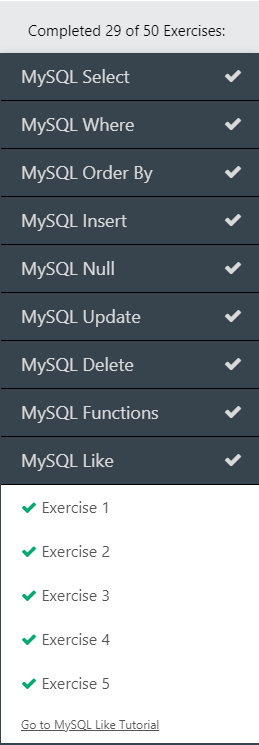 Completed 29 of 50 Exercises:
MySQL Select
MySQL Where
MySQL Order By
MySQL Insert
MySQL Null
MySQL Update
MySQL Delete
MySQL Functions
MySQL Like
Exercise 1
Exercise 2
Exercise 3
Exercise 4
Exercise 5
Go to MySQL Like Tutorial